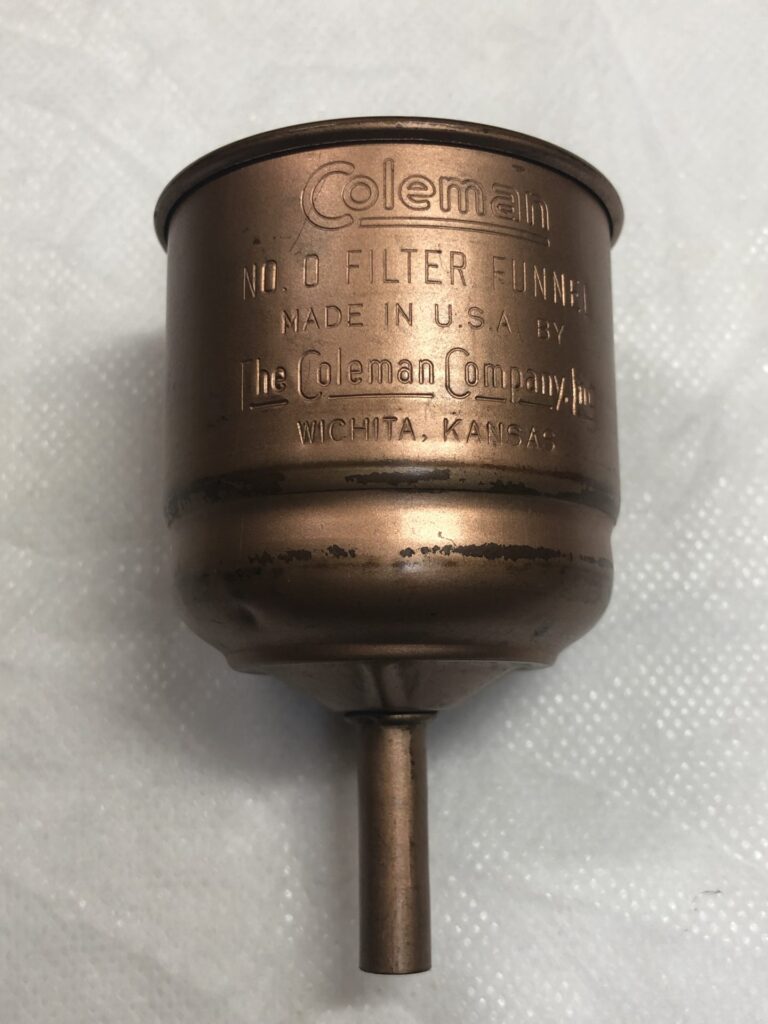 Coleman
NO. 0 FILTER FUNNEL
MADE IN U.S.A. BY
The Coleman Company, Inc
WICHITA, KANSAS